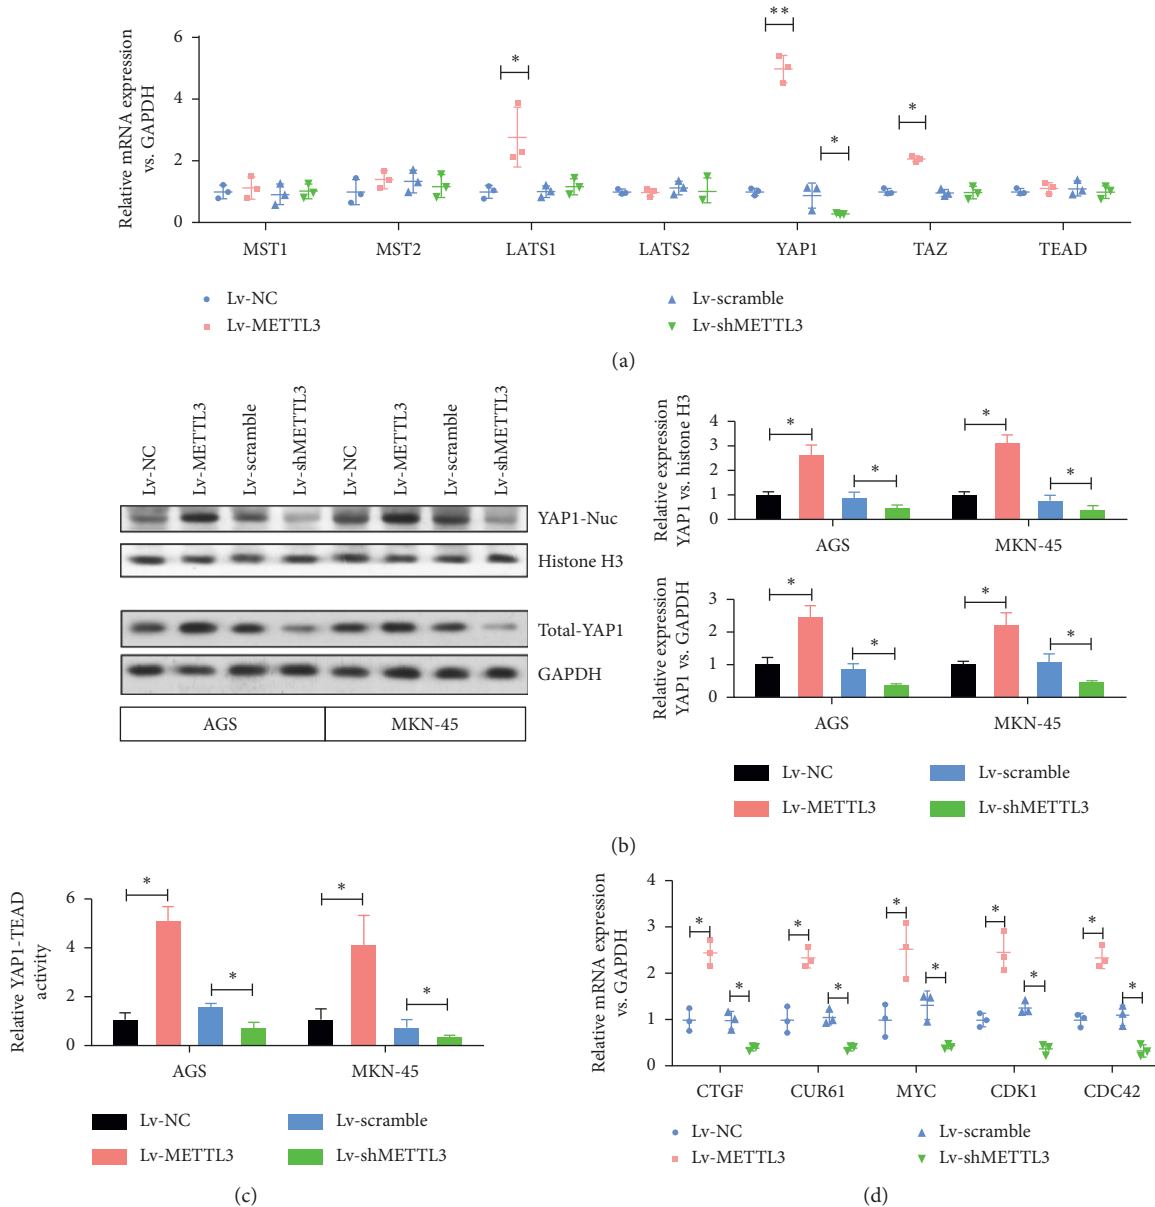 Relative mRNA expression
vs. GAPDH
6
4
2
0
*
**
*
*
MST1 MST2 LATS1 LATS2 YAP1 TAZ TEAD
Lv-NC Lv-scramble
Lv-METTL3 Lv-shMETTL3
(a)
Lv-NC
Lv-METTL3
Lv-scramble
Lv-shMETTL3
Lv-NC
Lv-METTL3
Lv-scramble
Lv-shMETTL3
YAP1-Nuc
Histone H3
Total-YAP1
GAPDH
AGS MKN-45
Relative expression
YAP1 vs. histone H3
4
3
2
1
0
* * * *
AGS MKN-45
Relative expression
YAP1 vs. GAPDH
3
2
1
0
* * * *
AGS MKN-45
Lv-NC Lv-scramble
Lv-METTL3 Lv-shMETTL3
(b)
Relative YAP1-TEAD
activity
6
4
2
0
* * * *
AGS MKN-45
Lv-NC Lv-scramble
Lv-METTL3 Lv-shMETTL3
(c)
Relative mRNA expression
vs. GAPDH
4
3
2
1
0
* * * * * * * * * *
CTGF CUR61 MYC CDK1 CDC42
Lv-NC Lv-scramble
Lv-METTL3 Lv-shMETTL3
(d)